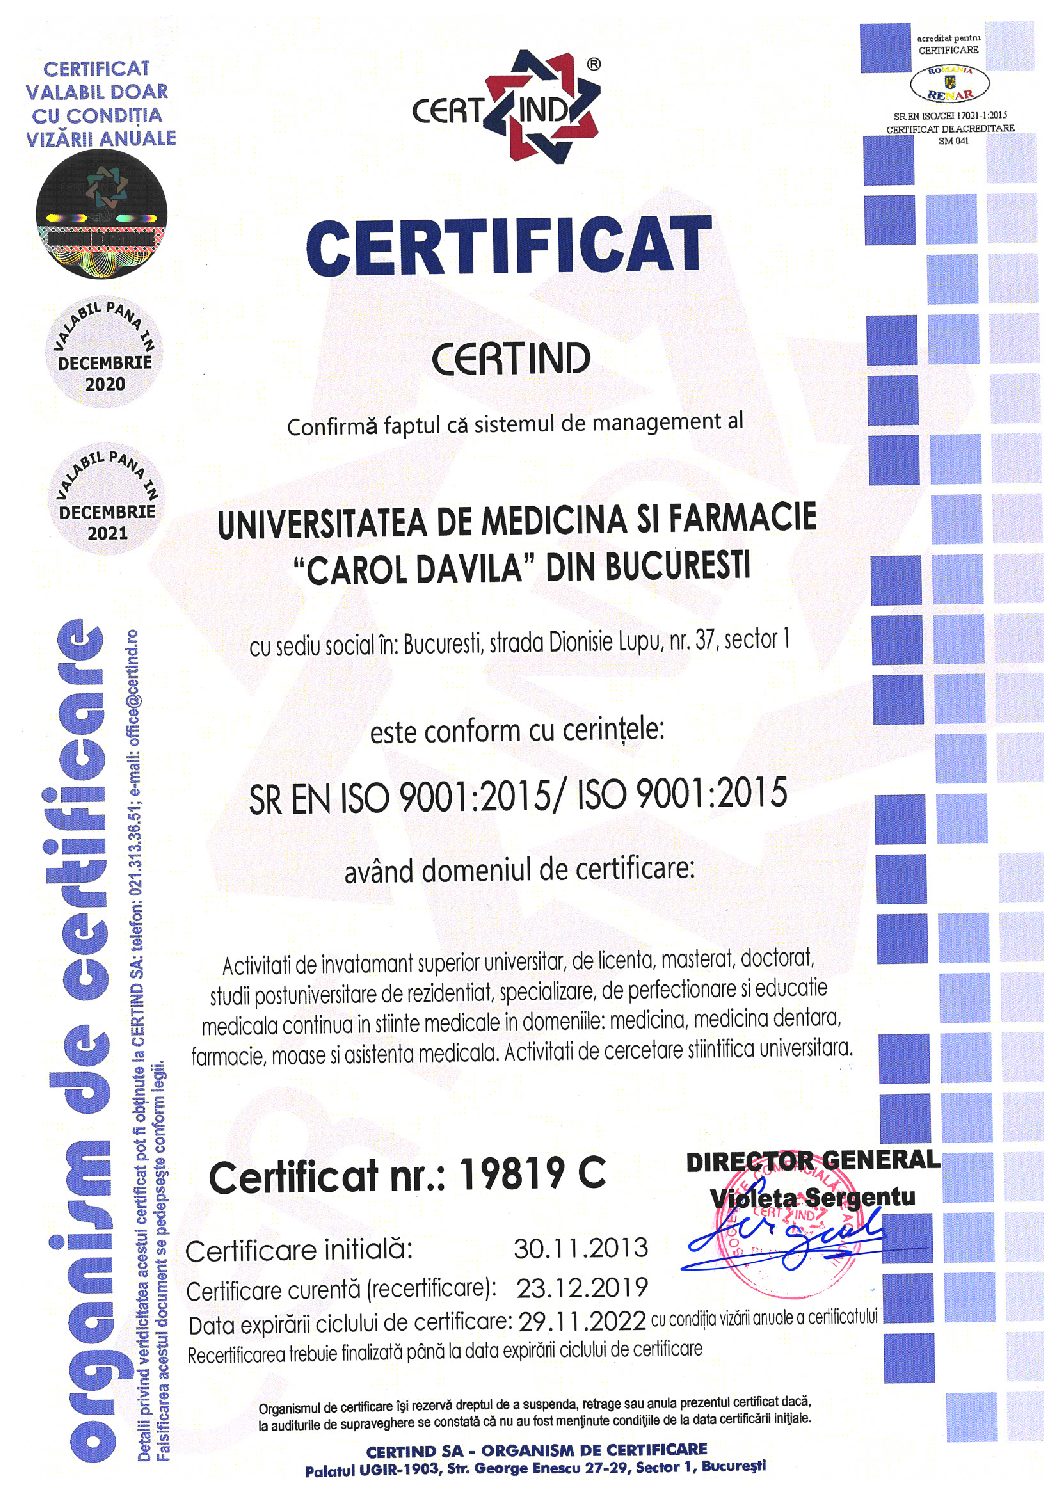 CERTIFICAT
VALABIL DOAR
CU CONDIȚIA
VIZĂRII ANUALE
CERT IND ®
acreditat pentru
CERTIFICARE
ROMANIA
RENAR
SR EN ISO/CEI 17021-1:2015
CERTIFICAT DE ACREDITARE
SM 041
VALABIL PANA IN
DECEMBRIE
2020
VALABIL PANA IN
DECEMBRIE
2021
CERTIFICAT
CERTIND
Confirmă faptul că sistemul de management al
UNIVERSITATEA DE MEDICINA SI FARMACIE
“CAROL DAVILA” DIN BUCURESTI
cu sediu social în: Bucuresti, strada Dionisie Lupu, nr. 37, sector 1
este conform cu cerințele:
SR EN ISO 9001:2015/ ISO 9001:2015
având domeniul de certificare:
Activitati de invatamant superior universitar, de licenta, masterat, doctorat,
studii postuniversitare de rezidentiat, specializare, de perfectionare si educatie
medicala continua in stiinte medicale in domeniile: medicina, medicina dentara,
farmacie, moase si asistenta medicala. Activitati de cercetare stiintifica universitara.
Certificat nr.: 19819 C
DIRECTOR GENERAL
Violeta Sergentu
CERT IND
Certificare initială: 30.11.2013
Certificare curentă (recertificare): 23.12.2019
Data expirării ciclului de certificare: 29.11.2022 cu condiția vizării anuale a certificatului
Recertificarea trebuie finalizată până la data expirării ciclului de certificare
Organismul de certificare își rezervă dreptul de a suspenda, retrage sau anula prezentul certificat dacă,
la auditurile de supraveghere se constată că nu au fost menținute condițiile de la data certificării inițiale.
CERTIND SA - ORGANISM DE CERTIFICARE
Palatul UGIR-1903, Str. George Enescu 27-29, Sector 1, București
organism de certificare
Detalii privind veridicitatea acestui certificat pot fi obținute la CERTIND SA: telefon: 021.313.36.51; e-mail: office@certind.ro
Falsificarea acestui document se pedepsește conform legii.